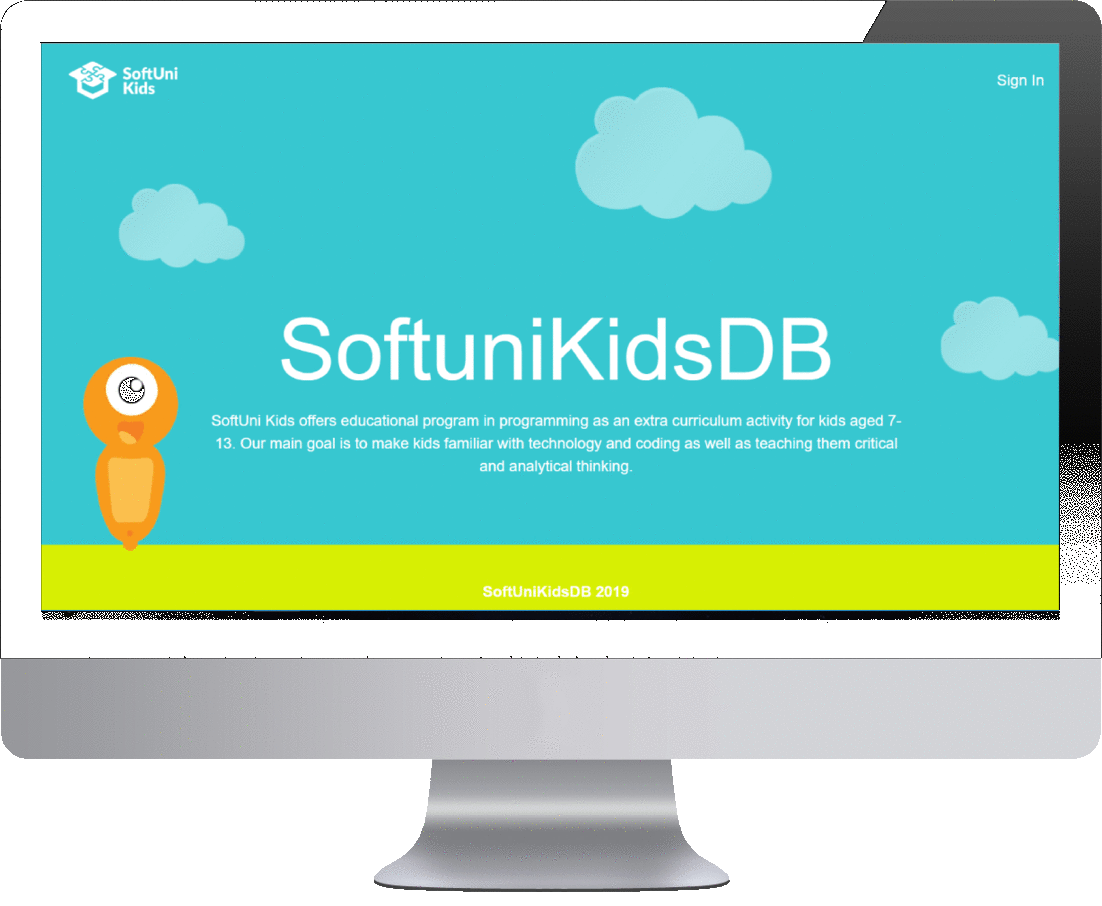 SoftUni
Kids
Sign In
SoftuniKidsDB
SoftUni Kids offers educational program in programming as an extra curriculum activity for kids aged 7-
13. Our main goal is to make kids familiar with technology and coding as well as teaching them critical
and analytical thinking.
SoftUniKidsDB 2019